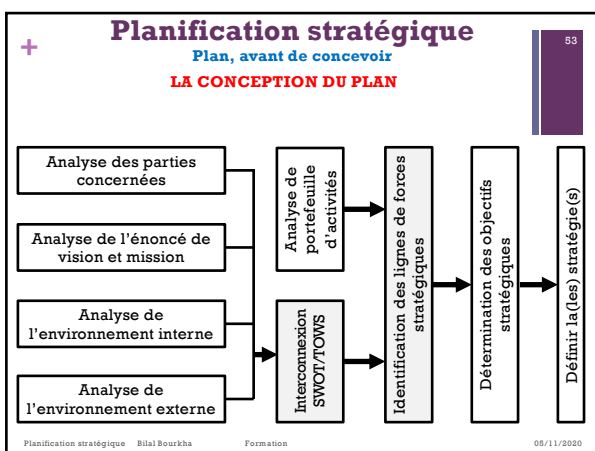 +
Planification stratégique
53
Plan, avant de concevoir
LA CONCEPTION DU PLAN
Analyse des parties
concernées
Analyse de l'énoncé de
vision et mission
Analyse de
l'environnement interne
Analyse de
l'environnement externe
Analyse de
portefeuille
d'activités
Interconnexion
SWOT/TOWS
Identification des lignes de forces
stratégiques
Détermination des objectifs
stratégiques
Définir la(les) stratégie(s)
Planification stratégique Bilal Bourkha Formation 05/11/2020